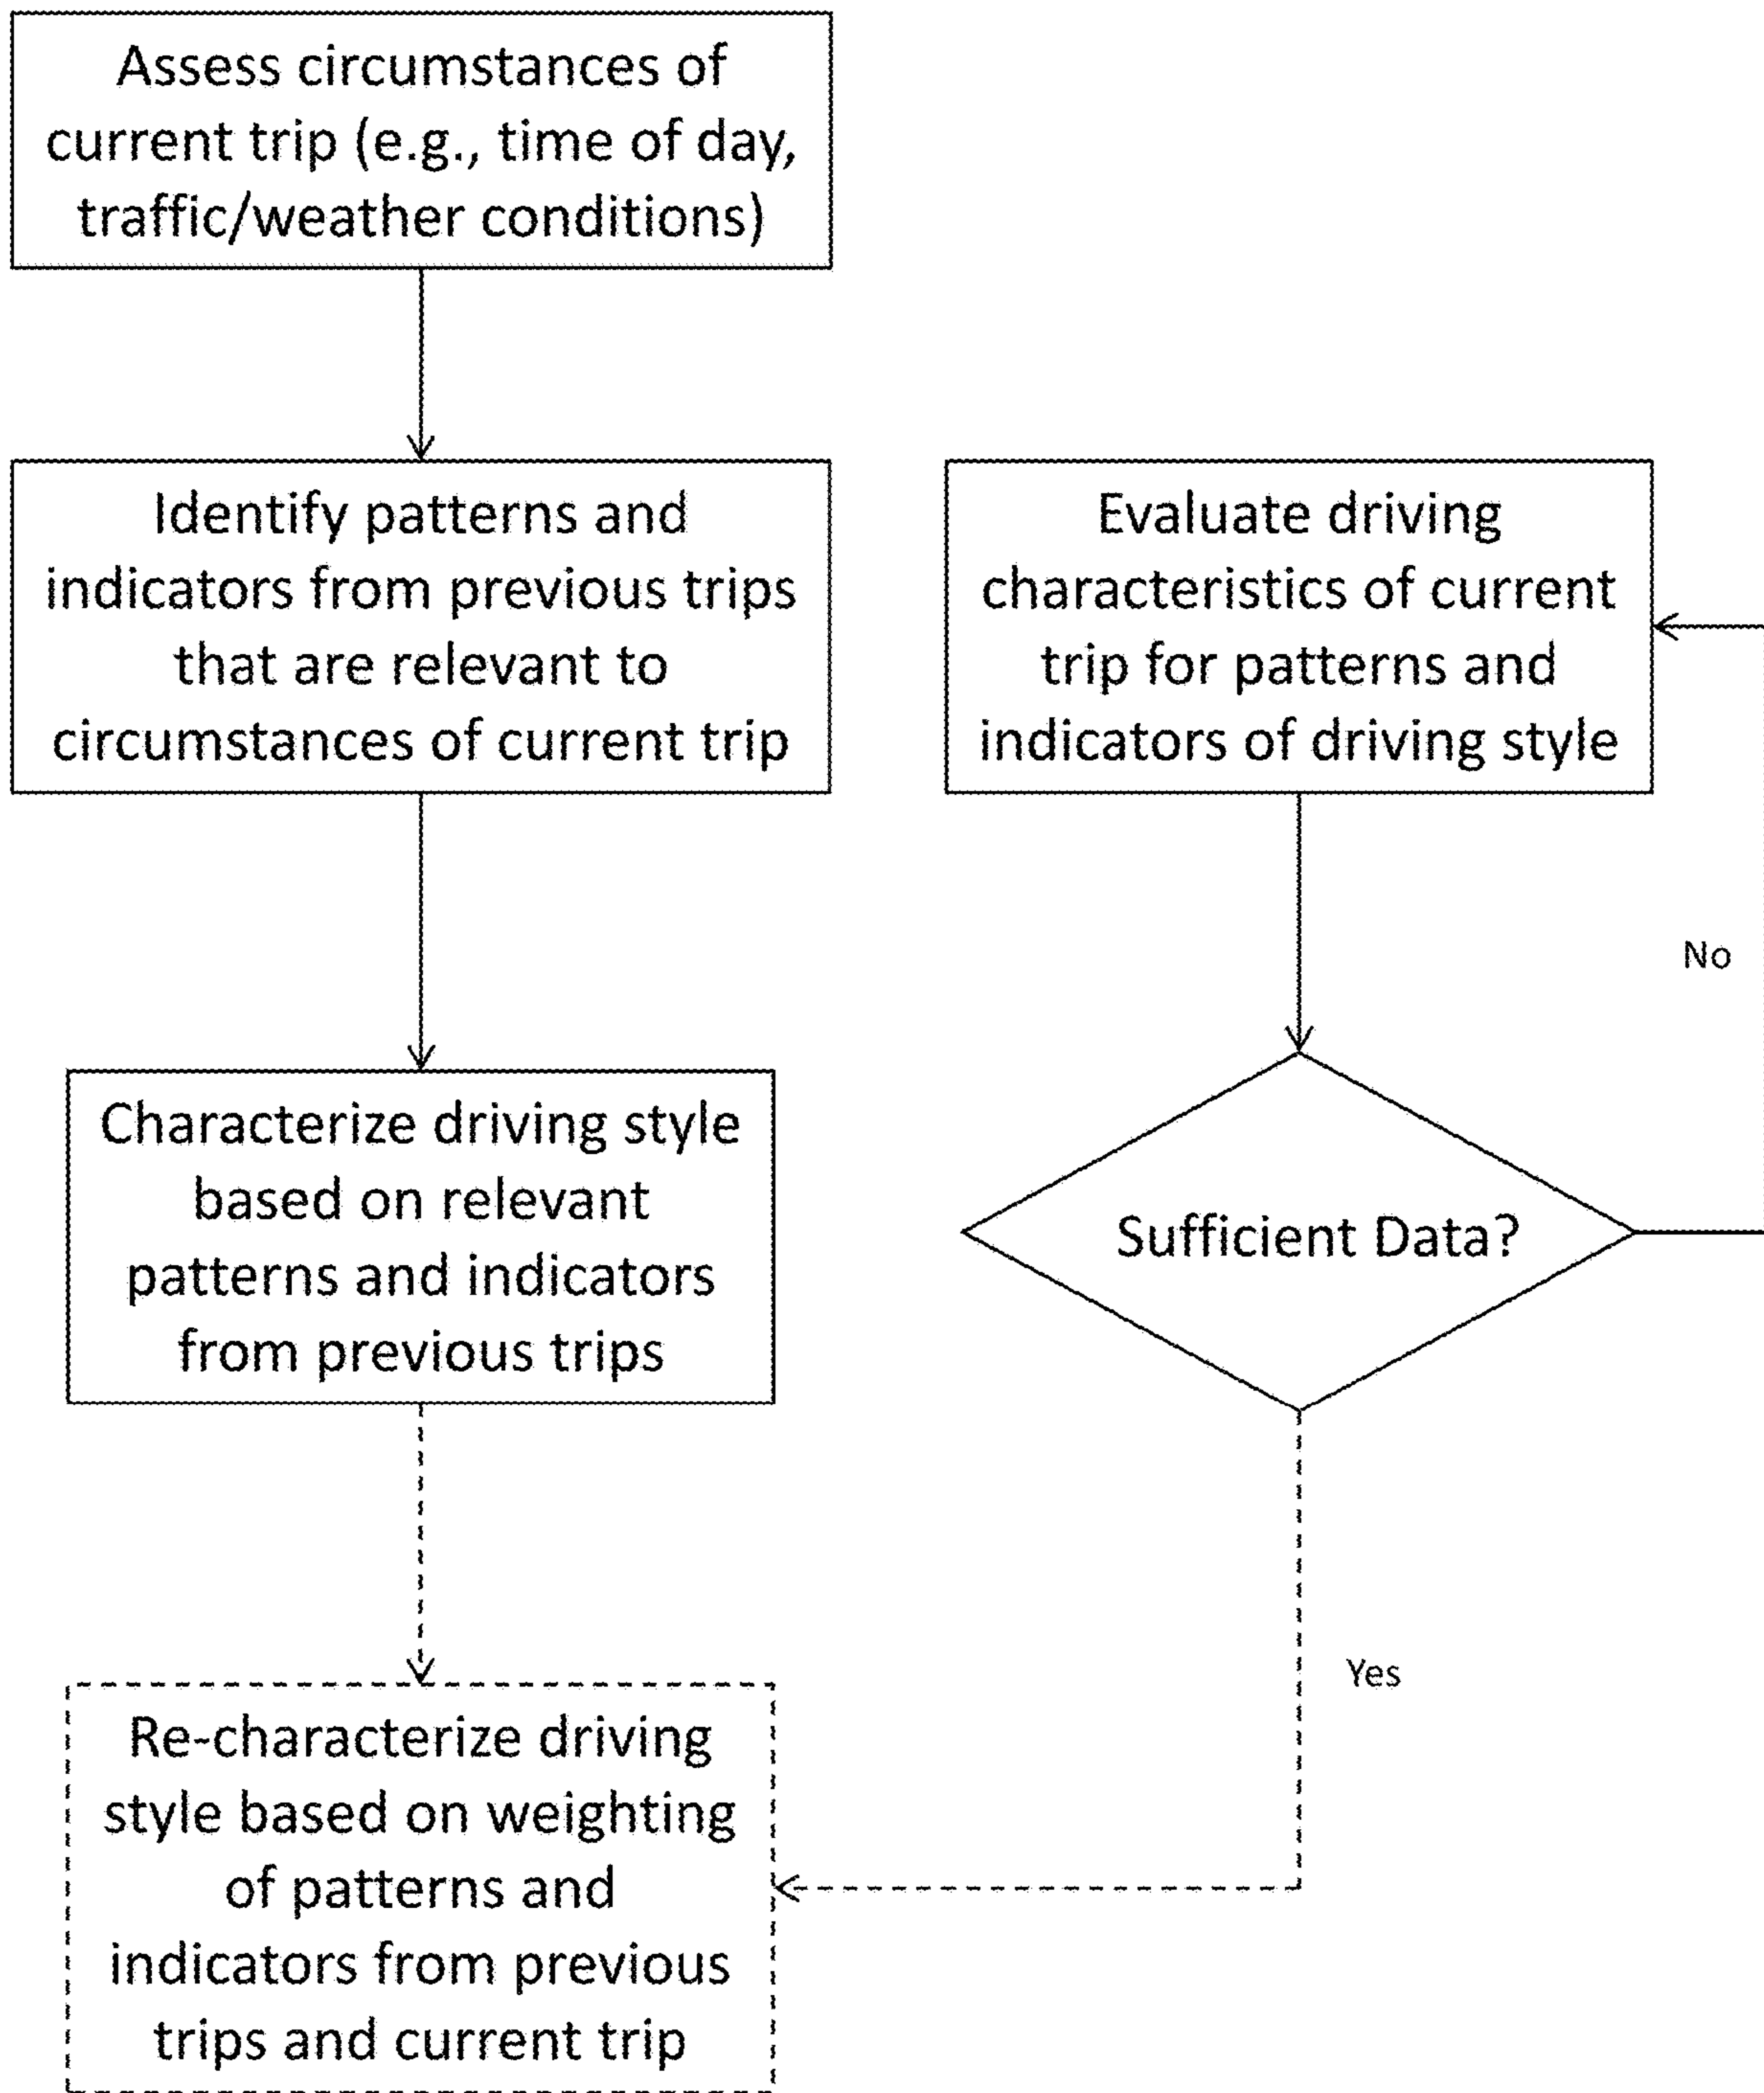 Assess circumstances of
current trip (e.g., time of day,
traffic/weather conditions)
Identify patterns and
indicators from previous trips
that are relevant to
circumstances of current trip
Evaluate driving
characteristics of current
trip for patterns and
indicators of driving style
No
Characterize driving style
based on relevant
patterns and indicators
from previous trips
Sufficient Data?
Yes
Re-characterize driving
style based on weighting
of patterns and
indicators from previous
trips and current trip